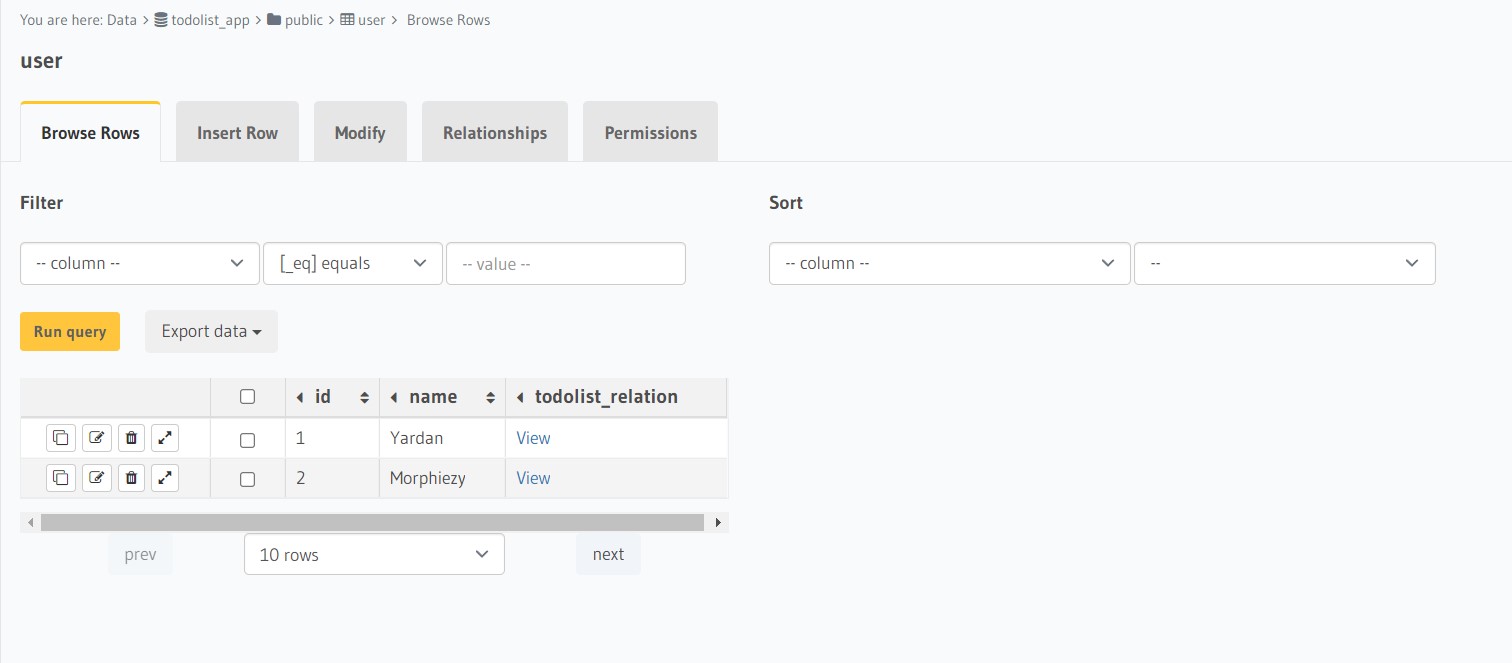 You are here: Data > todolist_app > public > user > Browse Rows
user
Browse Rows Insert Row Modify Relationships Permissions
Filter Sort
-- column -- [_eq] equals -- value -- -- column -- --
Run query Export data
id name todolist_relation
1 Yardan View
2 Morphiezy View
prev 10 rows next